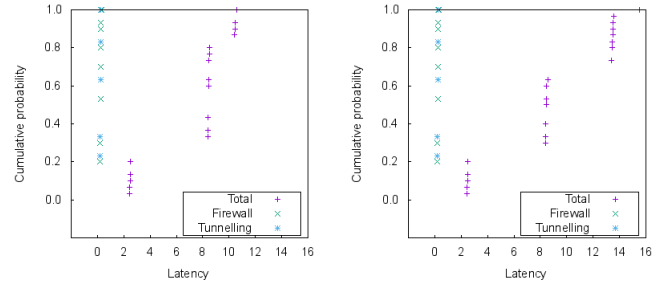 1.0
0.8
0.6
0.4
0.2
0.0
Cumulative probability
Total
Firewall
Tunnelling
0 2 4 6 8 10 12 14 16
Latency
1.0
0.8
0.6
0.4
0.2
0.0
Cumulative probability
Total
Firewall
Tunnelling
0 2 4 6 8 10 12 14 16
Latency